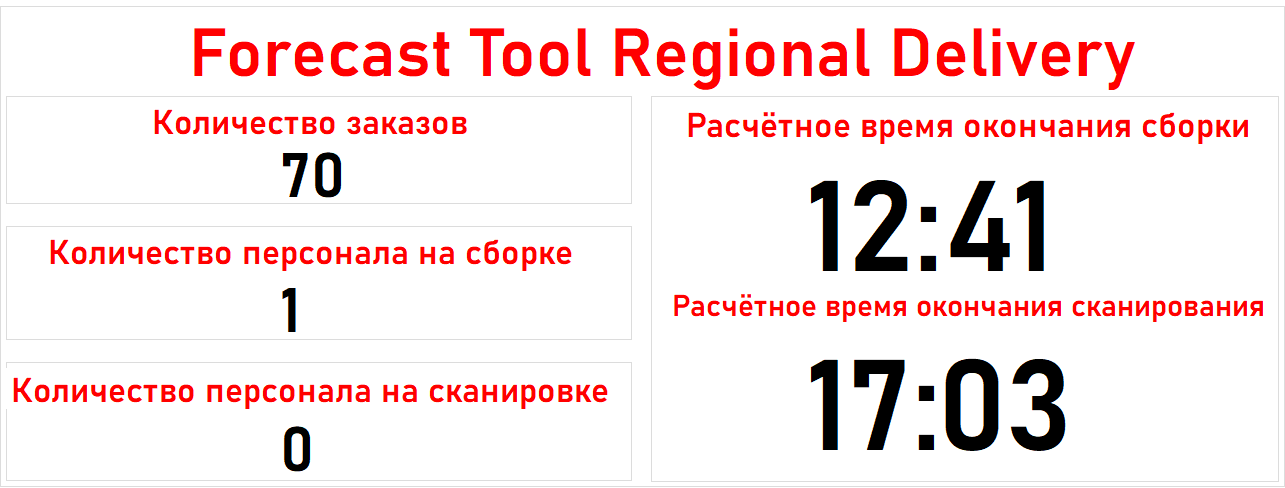 Forecast Tool Regional Delivery
Количество заказов
70
Количество персонала на сборке
1
Количество персонала на сканировке
0
Расчётное время окончания сборки
12:41
Расчётное время окончания сканирования
17:03